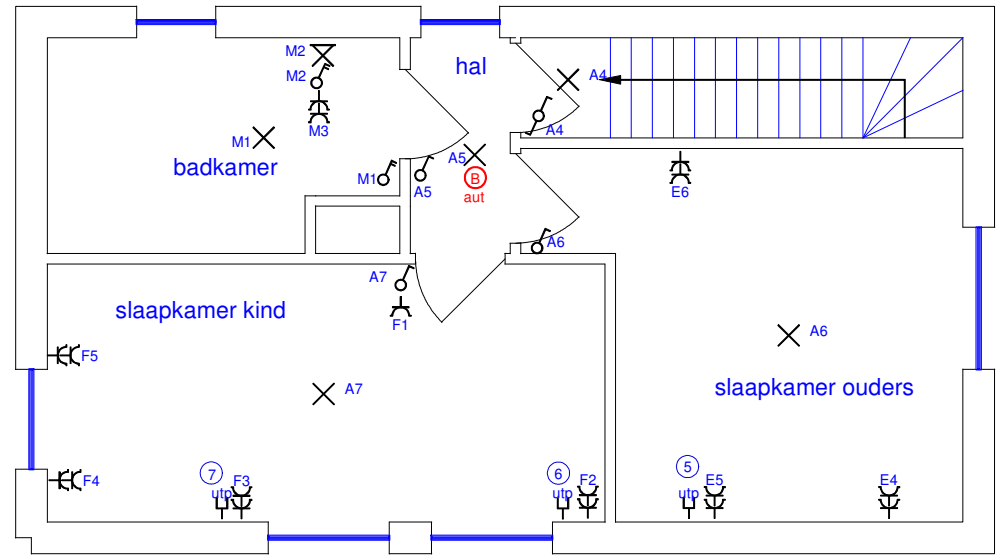 M2
hal
M2
A4
M3
A4
M1
A5
badkamer
M1
A5
B
aut
E6
A6
A7
slaapkamer kind
F1
F5
A6
A7
slaapkamer ouders
7
utp
F3
6
utp
F2
5
utp
E5
E4
F4